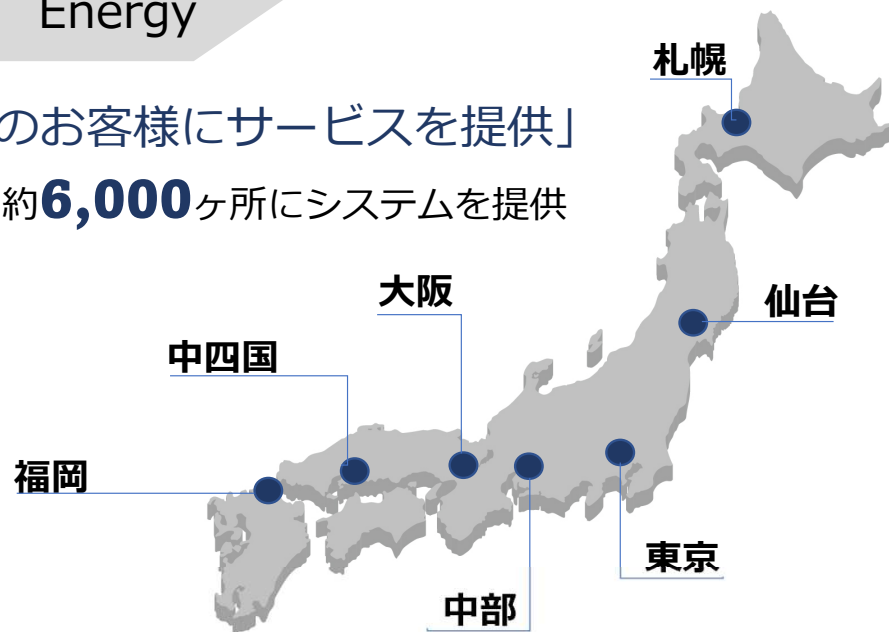 Energy
のお客様にサービスを提供」
約6,000ヶ所にシステムを提供
札幌
仙台
大阪
中四国
福岡
東京
中部